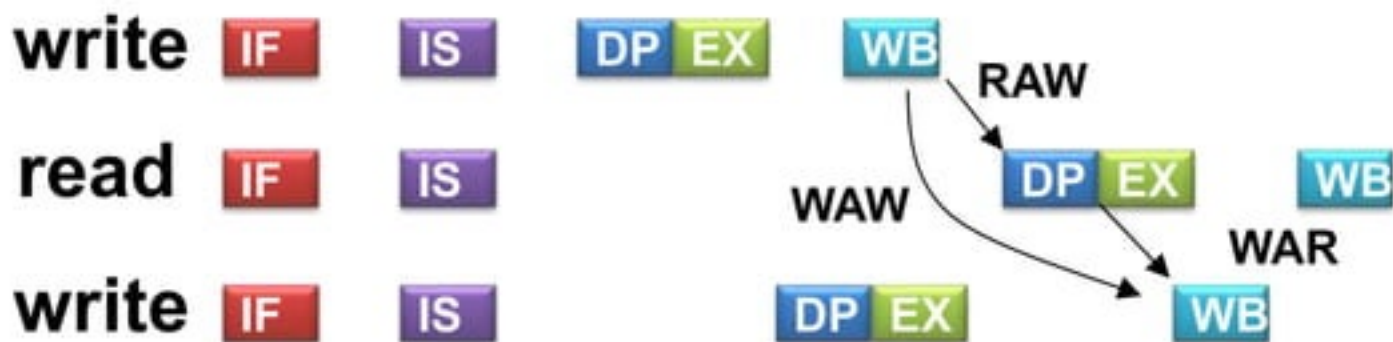 write IF IS DP EX WB
RAW
read IF IS DP EX WB
WAW
WAR
write IF IS DP EX WB